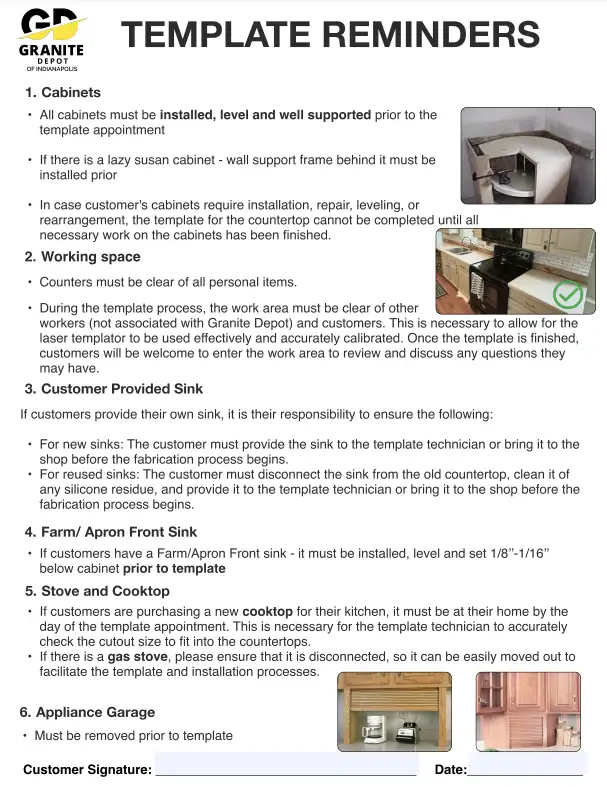 GD
GRANITE
DEPOT
OF INDIANAPOLIS
TEMPLATE REMINDERS
1. Cabinets
• All cabinets must be installed, level and well supported prior to the
template appointment
• If there is a lazy susan cabinet - wall support frame behind it must be
installed prior
• In case customer's cabinets require installation, repair, leveling, or
rearrangement, the template for the countertop cannot be completed until all
necessary work on the cabinets has been finished.
2. Working space
• Counters must be clear of all personal items.
• During the template process, the work area must be clear of other
workers (not associated with Granite Depot) and customers. This is necessary to allow for the
laser templator to be used effectively and accurately calibrated. Once the template is finished,
customers will be welcome to enter the work area to review and discuss any questions they
may have.
3. Customer Provided Sink
If customers provide their own sink, it is their responsibility to ensure the following:
• For new sinks: The customer must provide the sink to the template technician or bring it to the
shop before the fabrication process begins.
• For reused sinks: The customer must disconnect the sink from the old countertop, clean it of
any silicone residue, and provide it to the template technician or bring it to the shop before the
fabrication process begins.
4. Farm/ Apron Front Sink
• If customers have a Farm/Apron Front sink - it must be installed, level and set 1/8”-1/16”
below cabinet prior to template
5. Stove and Cooktop
• If customers are purchasing a new cooktop for their kitchen, it must be at their home by the
day of the template appointment. This is necessary for the template technician to accurately
check the cutout size to fit into the countertops.
• If there is a gas stove, please ensure that it is disconnected, so it can be easily moved out to
facilitate the template and installation processes.
6. Appliance Garage
• Must be removed prior to template
Customer Signature: Date: